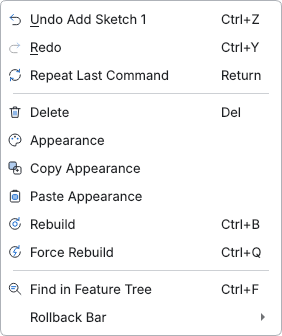 Undo Add Sketch 1 Ctrl+Z
Redo Ctrl+Y
Repeat Last Command Return
Delete Del
Appearance
Copy Appearance
Paste Appearance
Rebuild Ctrl+B
Force Rebuild Ctrl+Q
Find in Feature Tree Ctrl+F
Rollback Bar